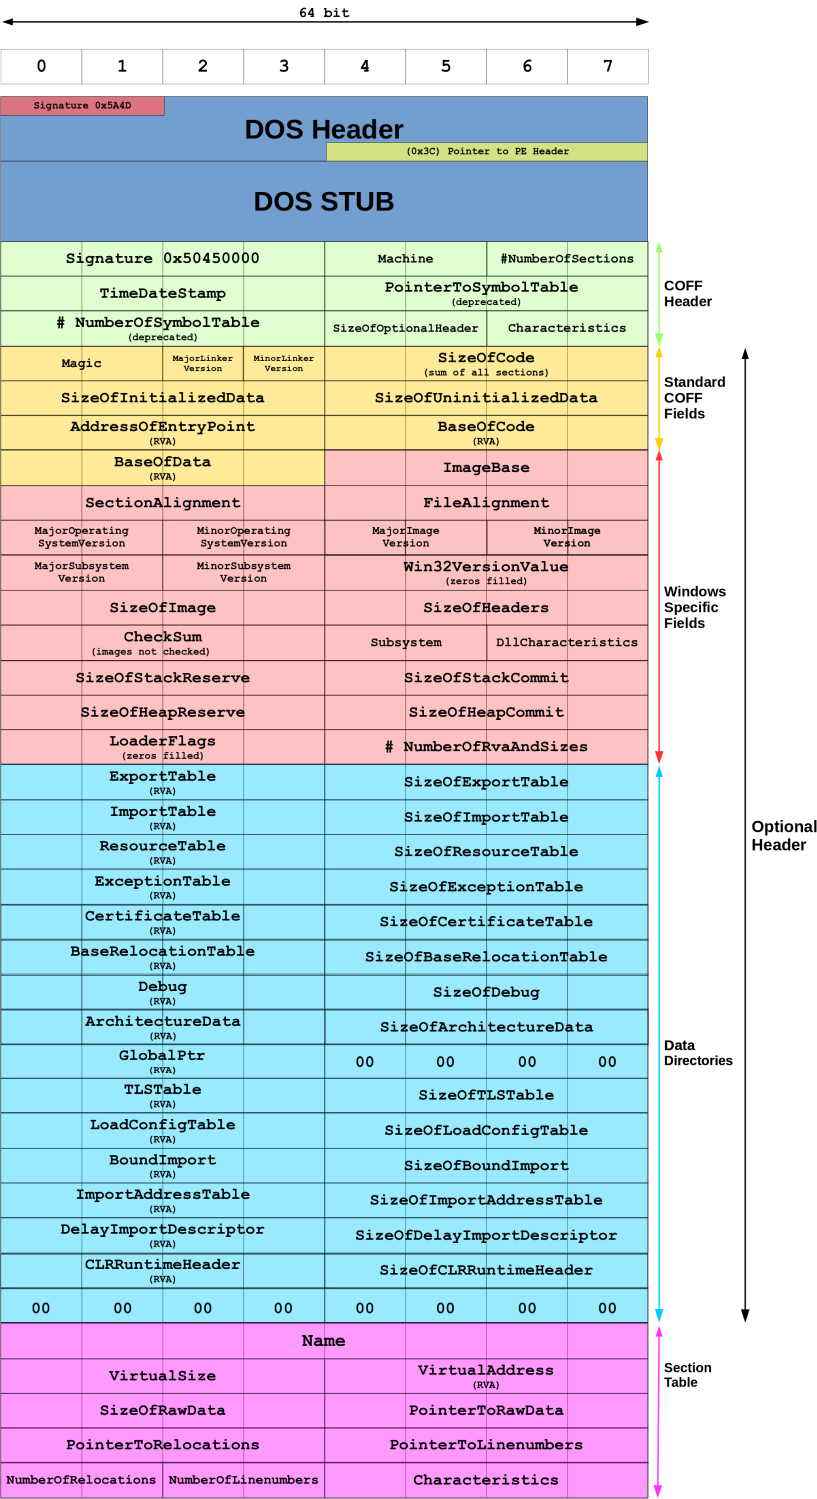 64 bit
0 1 2 3 4 5 6 7
Signature 0x5A4D
DOS Header
(0x3C) Pointer to PE Header
DOS STUB
Signature 0x50450000 Machine #NumberOfSections
TimeDateStamp PointerToSymbolTable
(deprecated)
COFF
Header
# NumberOfSymbolTable
(deprecated)
SizeOfOptionalHeader Characteristics
Magic
MajorLinker
Version
MinorLinker
Version
SizeOfCode
(sum of all sections)
SizeOfInitializedData SizeOfUninitializedData
Standard
COFF
Fields
AddressOfEntryPoint
(RVA)
BaseOfCode
(RVA)
BaseOfData
(RVA)
ImageBase
SectionAlignment FileAlignment
MajorOperating
SystemVersion
MinorOperating
SystemVersion
MajorImage
Version
MinorImage
Version
MajorSubsystem
Version
MinorSubsystem
Version
Win32VersionValue
(zeros filled)
SizeOfImage SizeOfHeaders
Windows
Specific
Fields
CheckSum
(images not checked)
Subsystem DllCharacteristics
SizeOfStackReserve SizeOfStackCommit
SizeOfHeapReserve SizeOfHeapCommit
LoaderFlags
(zeros filled)
# NumberOfRvaAndSizes
ExportTable
(RVA)
SizeOfExportTable
ImportTable
(RVA)
SizeOfImportTable
Optional
Header
ResourceTable
(RVA)
SizeOfResourceTable
ExceptionTable
(RVA)
SizeOfExceptionTable
CertificateTable
(RVA)
SizeOfCertificateTable
BaseRelocationTable
(RVA)
SizeOfBaseRelocationTable
Debug
(RVA)
SizeOfDebug
ArchitectureData
(RVA)
SizeOfArchitectureData
Data
Directories
GlobalPtr
(RVA)
00 00 00 00
TLSTable
(RVA)
SizeOfTLSTable
LoadConfigTable
(RVA)
SizeOfLoadConfigTable
BoundImport
(RVA)
SizeOfBoundImport
ImportAddressTable
(RVA)
SizeOfImportAddressTable
DelayImportDescriptor
(RVA)
SizeOfDelayImportDescriptor
CLRRuntimeHeader
(RVA)
SizeOfCLRRuntimeHeader
00 00 00 00 00 00 00 00
Name
VirtualSize VirtualAddress
(RVA)
Section
Table
SizeOfRawData PointerToRawData
PointerToRelocations PointerToLinenumbers
NumberOfRelocations NumberOfLinenumbers Characteristics